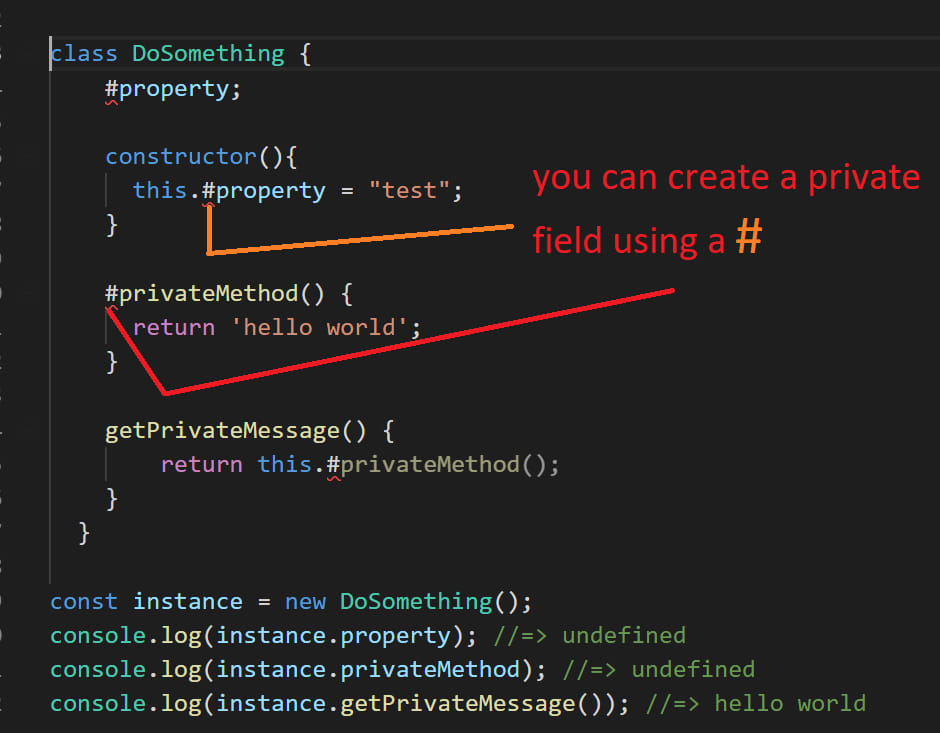 class DoSomething {
#property;
constructor(){
this.#property = "test";
}
you can create a private
field using a #
#privateMethod() {
return 'hello world';
}
getPrivateMessage() {
return this.#privateMethod();
}
}
const instance = new DoSomething();
console.log(instance.property); //=> undefined
console.log(instance.privateMethod); //=> undefined
console.log(instance.getPrivateMessage()); //=> hello world